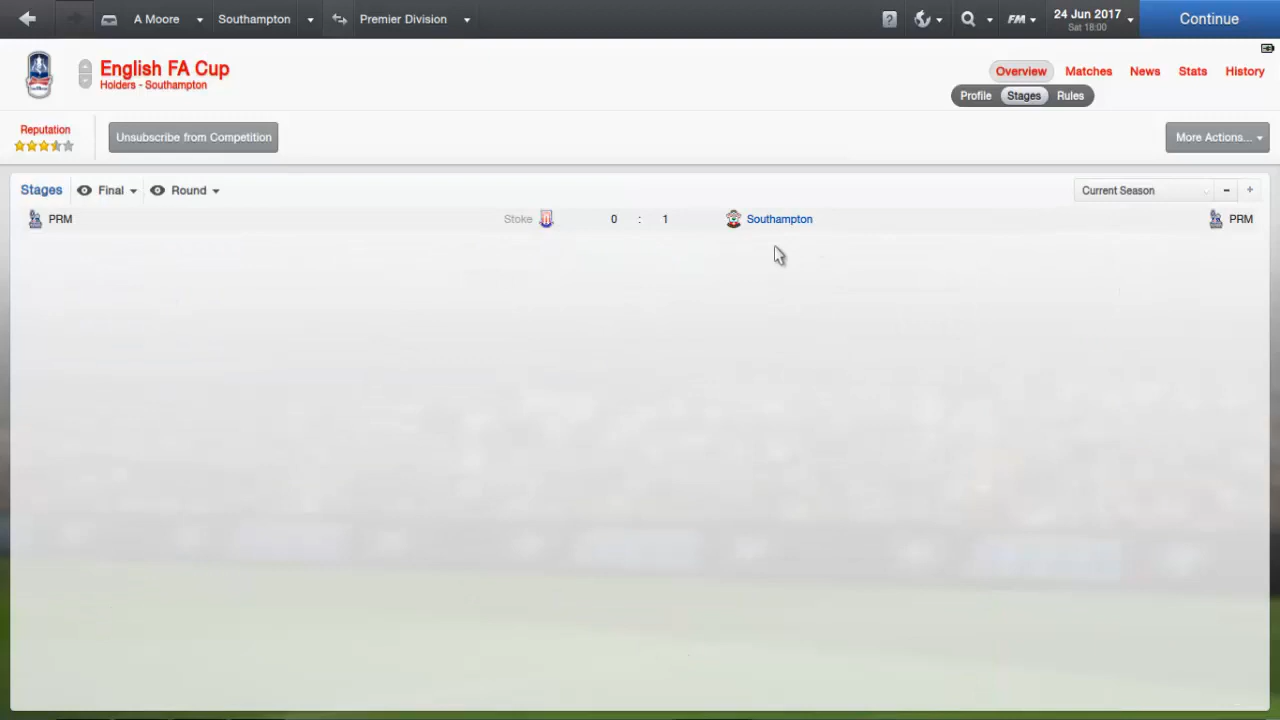 A Moore Southampton Premier Division ? FM 24 Jun 2017 Continue
Sat 18:00
English FA Cup
Holders - Southampton
Overview Matches News Stats History
Profile Stages Rules
Reputation
Unsubscribe from Competition More Actions...
Stages Final Round Current Season - +
PRM Stoke 0 : 1 Southampton PRM